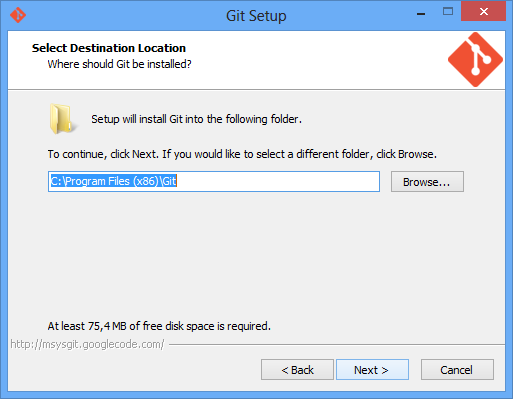 Git Setup
Select Destination Location
Where should Git be installed?
Setup will install Git into the following folder.
To continue, click Next. If you would like to select a different folder, click Browse.
C:\Program Files (x86)\Git
Browse...
At least 75,4 MB of free disk space is required.
http://msysgit.googlecode.com/
< Back
Next >
Cancel